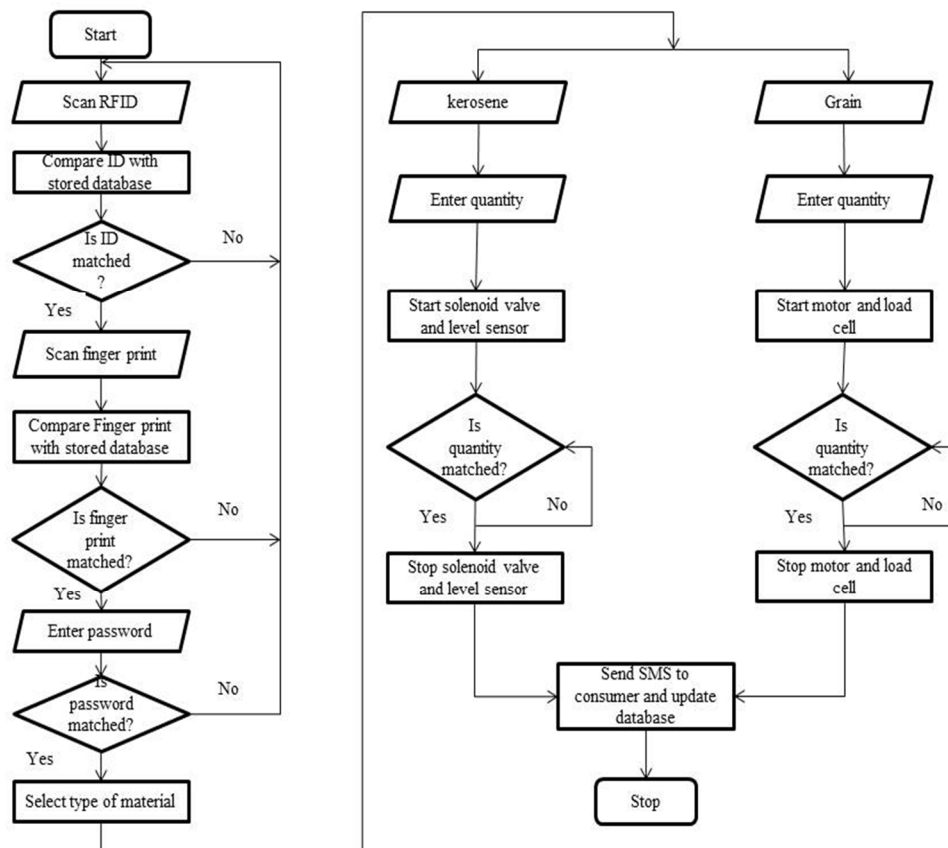 Start
Scan RFID
Compare ID with
stored database
Is ID
matched
?
No
Yes
Scan finger print
Compare Finger print
with stored database
Is finger
print
matched?
No
Yes
Enter password
Is
password
matched?
No
Yes
Select type of material
kerosene
Enter quantity
Start solenoid valve
and level sensor
Is
quantity
matched?
Yes
No
Stop solenoid valve
and level sensor
Grain
Enter quantity
Start motor and load
cell
Is
quantity
matched?
Yes
No
Stop motor and load
cell
Send SMS to
consumer and update
database
Stop